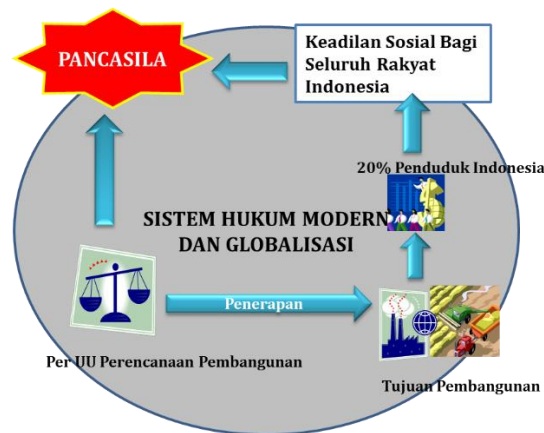 PANCASILA
Keadilan Sosial Bagi
Seluruh Rakyat
Indonesia
20% Penduduk Indonesia
SISTEM HUKUM MODERN
DAN GLOBALISASI
Penerapan
Per UU Perencanaan Pembangunan
Tujuan Pembangunan